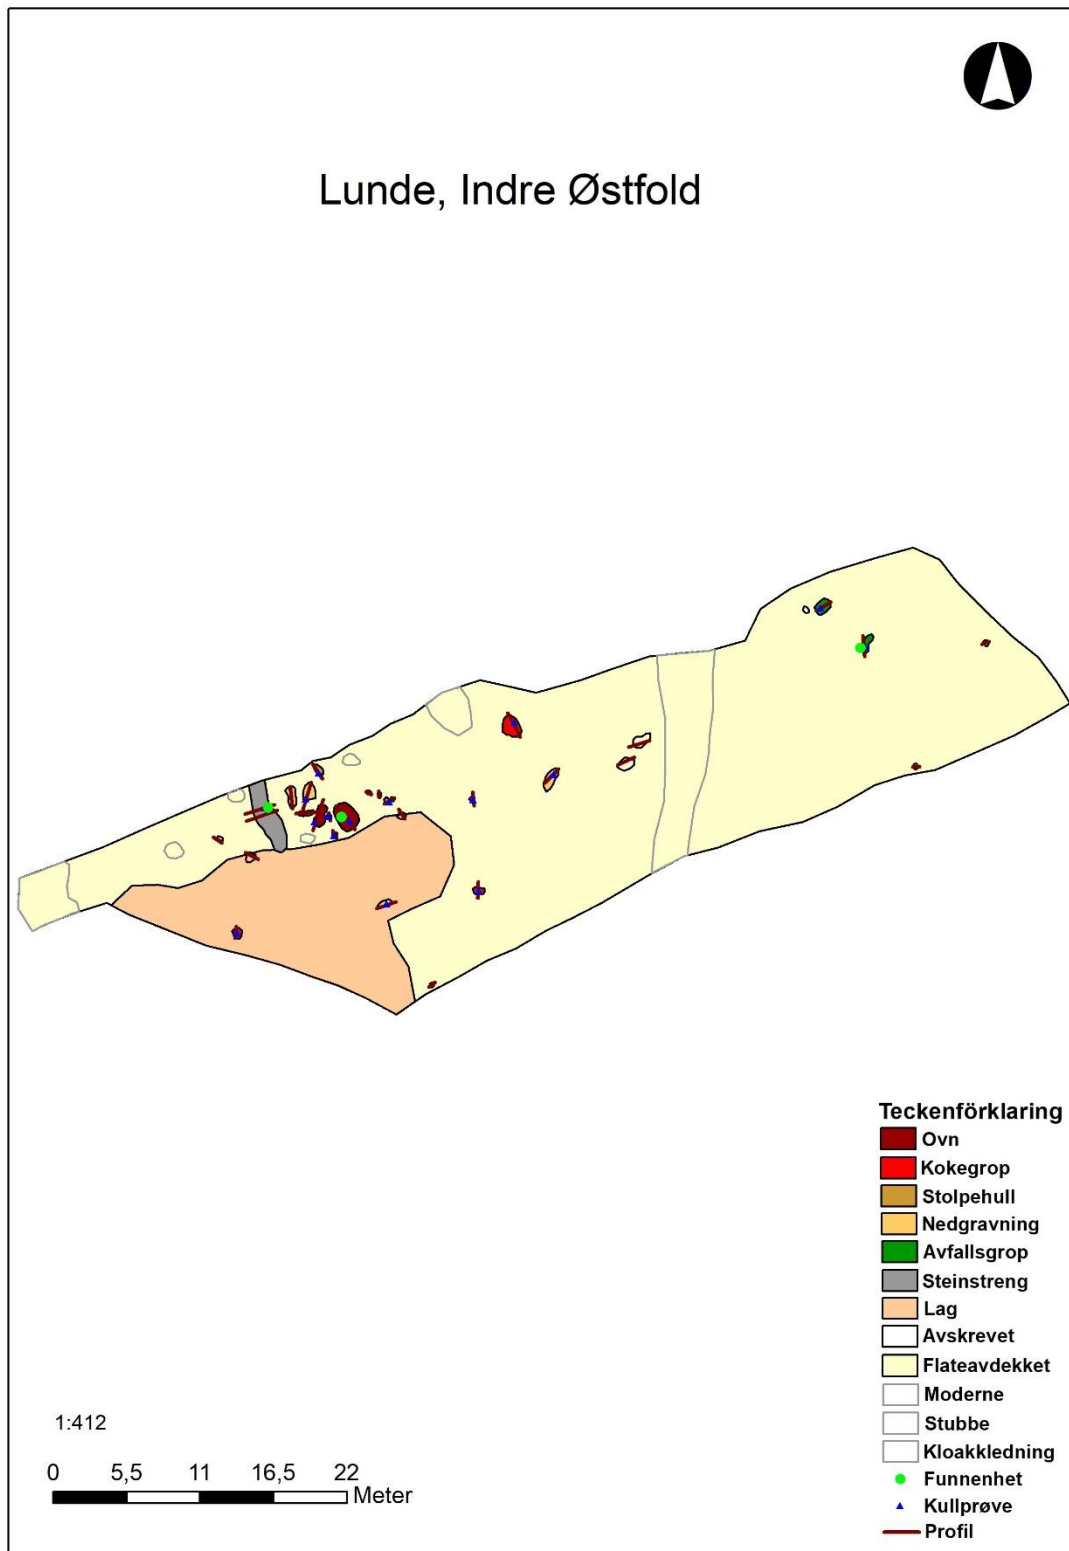 Lunde, Indre Østfold
Teckenförklaring
Ovn
Kokegrop
Stolpehull
Nedgravning
Avfallsgrop
Steinstreng
Lag
Avskrevet
Flateavdekket
Moderne
Stubbe
Kloakkledning
Funnenhet
Kullprøve
Profil
1:412
0 5,5 11 16,5 22
Meter